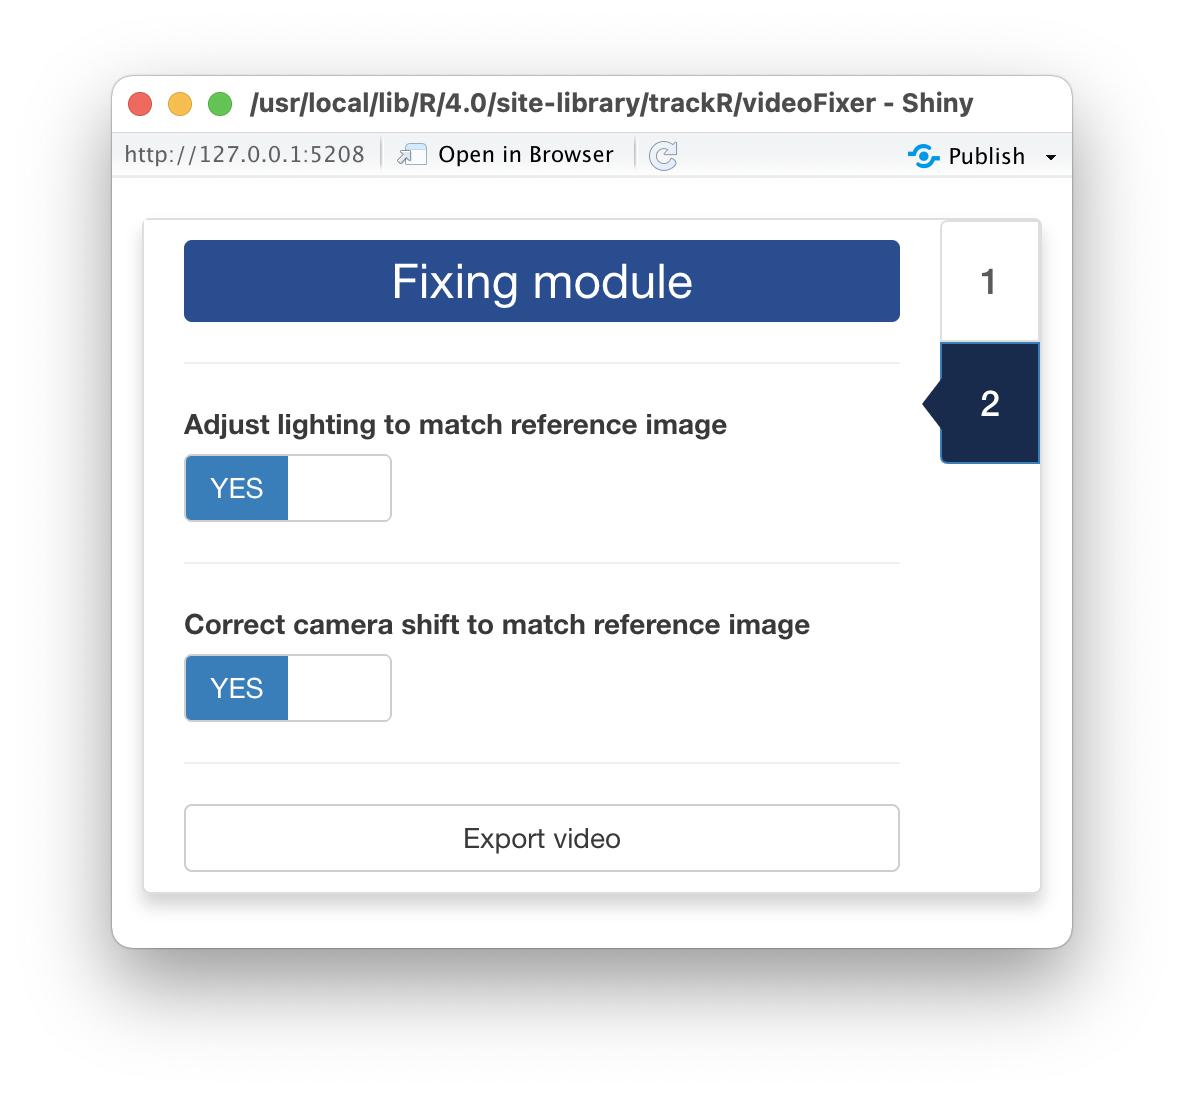 /usr/local/lib/R/4.0/site-library/trackR/videoFixer - Shiny
http://127.0.0.1:5208 Open in Browser Publish
Fixing module
1
2
Adjust lighting to match reference image
YES
Correct camera shift to match reference image
YES
Export video